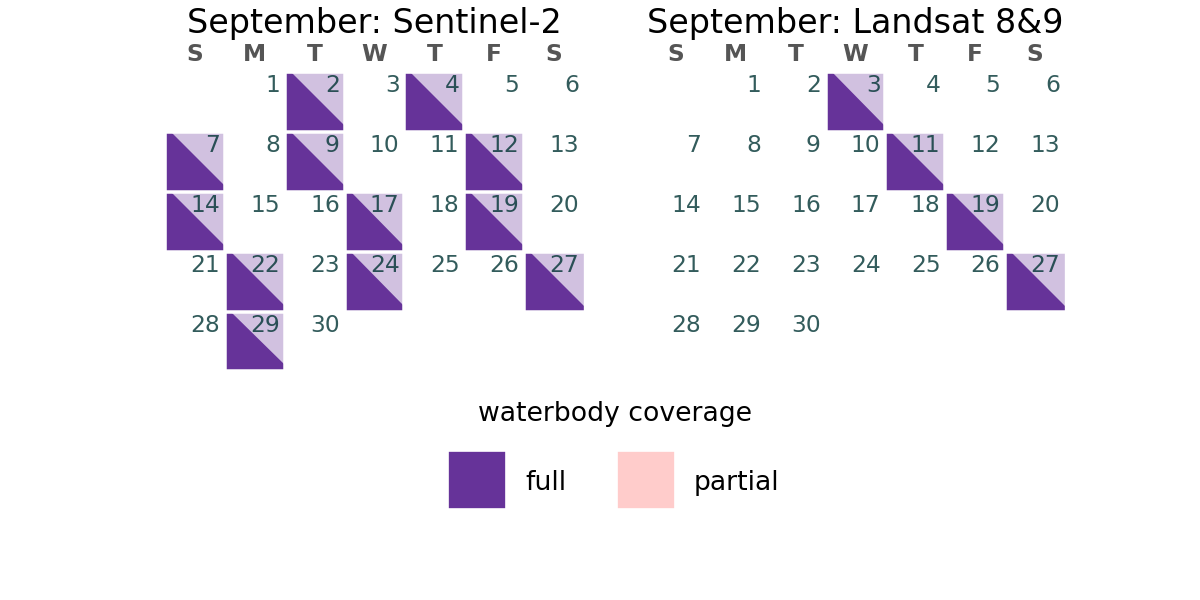 September: Sentinel-2
S M T W T F S
1 2 3 4 5 6
7 8 9 10 11 12 13
14 15 16 17 18 19 20
21 22 23 24 25 26 27
28 29 30
September: Landsat 8&9
S M T W T F S
1 2 3 4 5 6
7 8 9 10 11 12 13
14 15 16 17 18 19 20
21 22 23 24 25 26 27
28 29 30
waterbody coverage
full partial